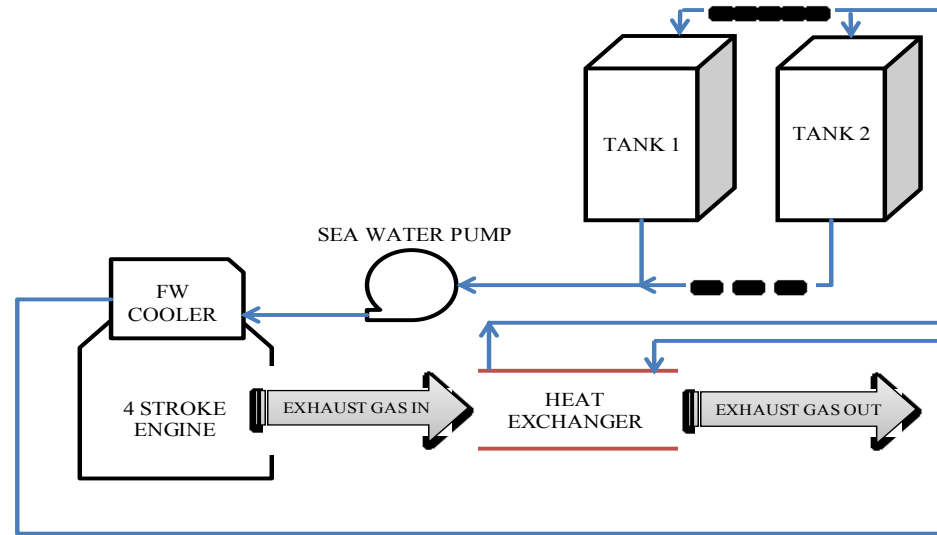 TANK 1
TANK 2
SEA WATER PUMP
FW
COOLER
4 STROKE
ENGINE
EXHAUST GAS IN
HEAT
EXCHANGER
EXHAUST GAS OUT